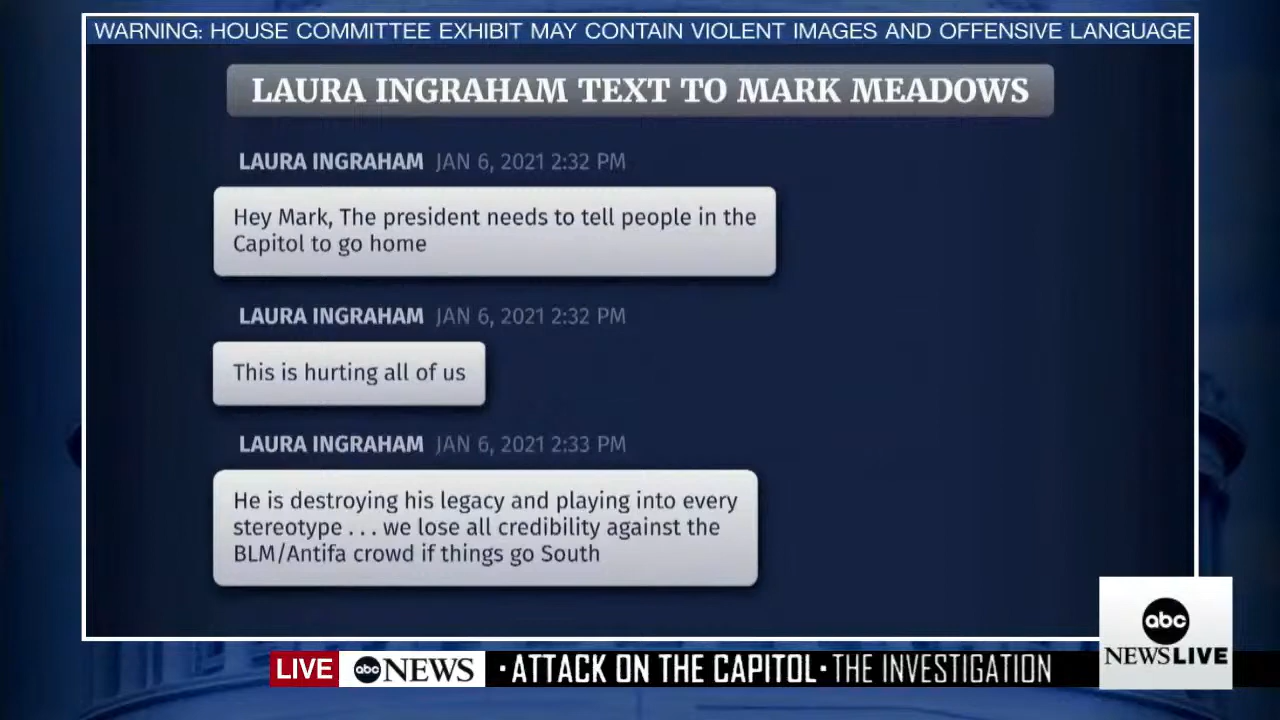 WARNING: HOUSE COMMITTEE EXHIBIT MAY CONTAIN VIOLENT IMAGES AND OFFENSIVE LANGUAGE
LAURA INGRAHAM TEXT TO MARK MEADOWS
LAURA INGRAHAM JAN 6, 2021 2:32 PM
Hey Mark, The president needs to tell people in the
Capitol to go home
LAURA INGRAHAM JAN 6, 2021 2:32 PM
This is hurting all of us
LAURA INGRAHAM JAN 6, 2021 2:33 PM
He is destroying his legacy and playing into every
stereotype . . . we lose all credibility against the
BLM/Antifa crowd if things go South
abc
NEWSLIVE
LIVE abc NEWS · ATTACK ON THE CAPITOL · THE INVESTIGATION